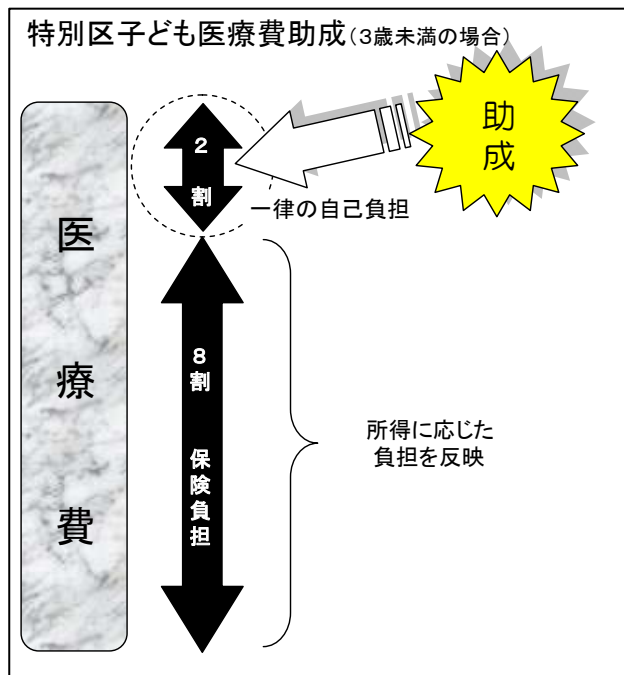 特別区子ども医療費助成（３歳未満の場合）
助成
２割
一律の自己負担
医療費
８割　保険負担
所得に応じた
負担を反映